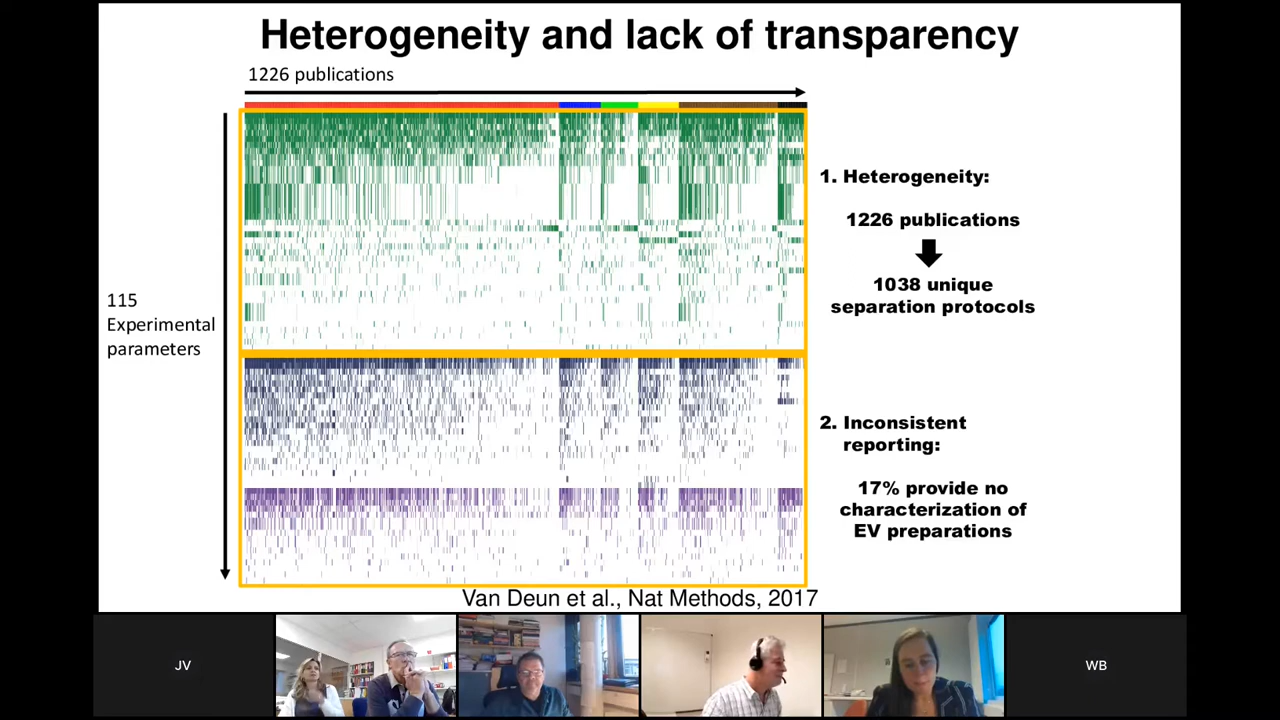 Heterogeneity and lack of transparency
1226 publications
115
Experimental
parameters
1. Heterogeneity:
1226 publications
1038 unique
separation protocols
2. Inconsistent
reporting:
17% provide no
characterization of
EV preparations
Van Deun et al., Nat Methods, 2017
JV
WB